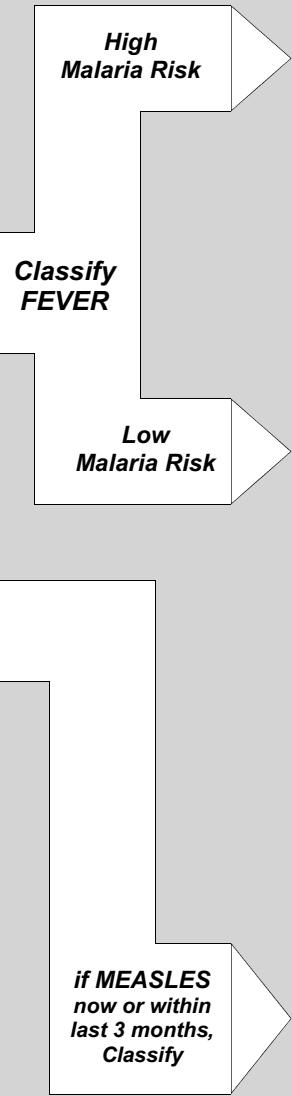 High
Malaria Risk
Classify
FEVER
Low
Malaria Risk
if MEASLES
now or within
last 3 months,
Classify